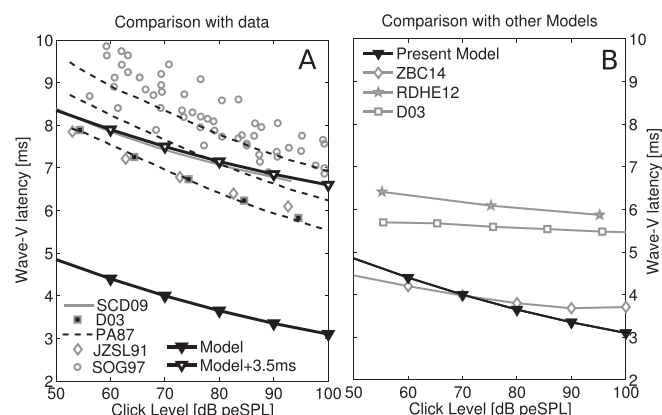 Comparison with data
Comparison with other Models
A
B
Wave-V latency [ms]
10
9
8
7
6
5
4
3
2
SCD09
D03
PA87
JZSL91
SOG97
Model
Model+3.5ms
50 60 70 80 90 100
Click Level [dB peSPL]
Present Model
ZBC14
RDHE12
D03
50 60 70 80 90 100
Click Level [dB peSPL]
10
9
8
7
6
5
4
3
2
Wave-V latency [ms]